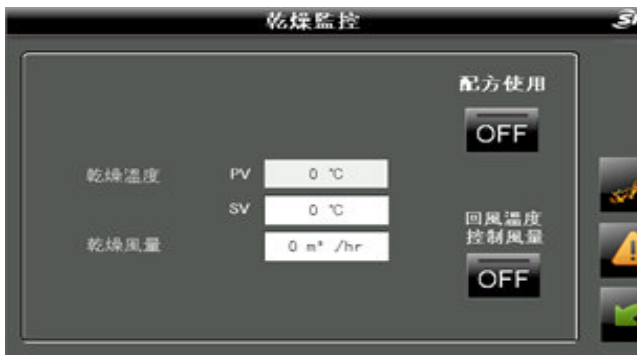 乾燥監控
配方使用
OFF
乾燥溫度 PV 0 ℃
SV 0 ℃
回風溫度
控制風量
乾燥風量 0 m³ /hr
OFF